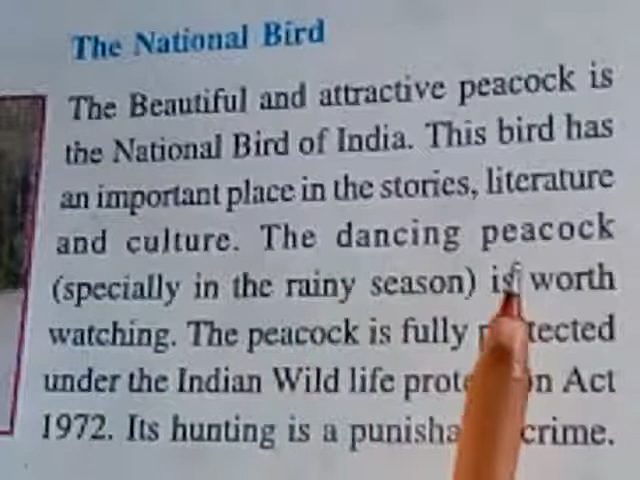 The National Bird
The Beautiful and attractive peacock is
the National Bird of India. This bird has
an important place in the stories, literature
and culture. The dancing peacock
(specially in the rainy season) is worth
watching. The peacock is fully
under the Indian Wild life Act
1972. Its hunting is a crime.